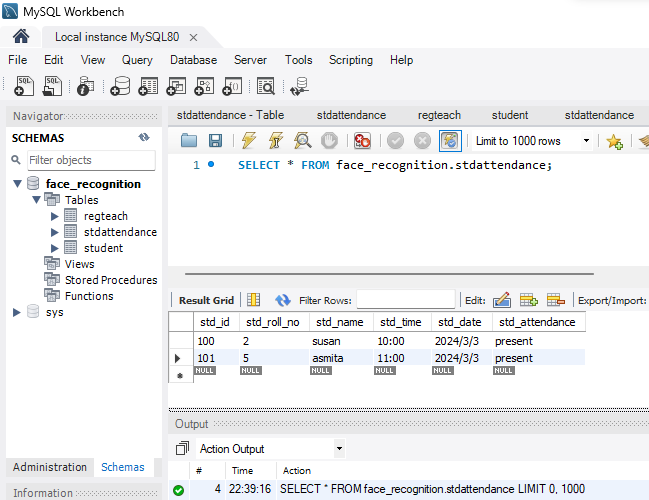 MySQL Workbench
Local instance MySQL80
File Edit View Query Database Server Tools Scripting Help
SQL SQL
Navigator
SCHEMAS
Filter objects
face_recognition
Tables
regteach
stdattendance
student
Views
Stored Procedures
Functions
sys
Administration Schemas
Information
stdattendance - Table stdattendance regteach student stdattendance
Limit to 1000 rows
1 SELECT * FROM face_recognition.stdattendance;
Result Grid Filter Rows: Edit: Export/Import:
std_id std_roll_no std_name std_time std_date std_attendance
100 2 susan 10:00 2024/3/3 present
101 5 asmita 11:00 2024/3/3 present
NULL NULL NULL NULL NULL NULL
Output
Action Output
# Time Action
4 22:39:16 SELECT * FROM face_recognition.stdattendance LIMIT 0, 1000